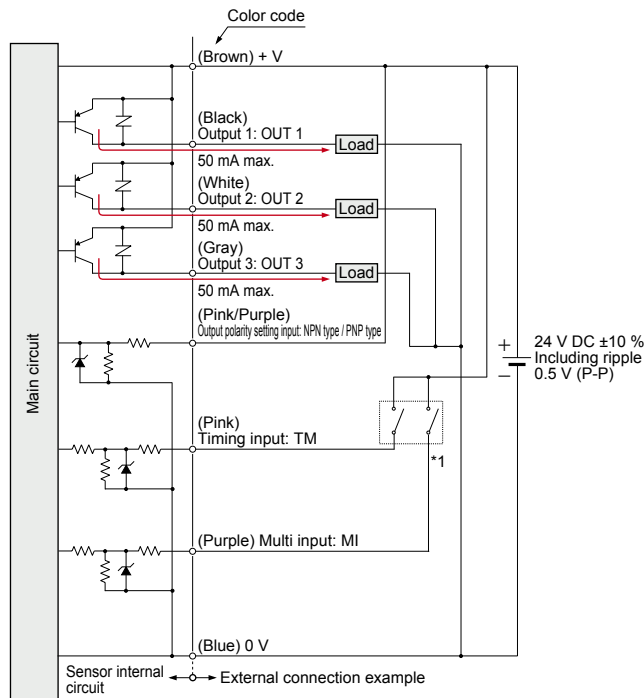 Color code
(Brown) + V
(Black)
Output 1: OUT 1
Load
50 mA max.
(White)
Output 2: OUT 2
Load
50 mA max.
(Gray)
Output 3: OUT 3
Load
50 mA max.
(Pink/Purple)
Output polarity setting input: NPN type / PNP type
Main circuit
+
−
24 V DC ±10 %
Including ripple
0.5 V (P-P)
(Pink)
Timing input: TM
*1
(Purple) Multi input: MI
(Blue) 0 V
Sensor internal
circuit
External connection example